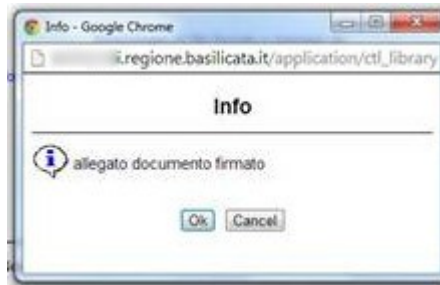 Info - Google Chrome
i.regione.basilicata.it/application/ctl_library
Info
allegato documento firmato
Ok Cancel